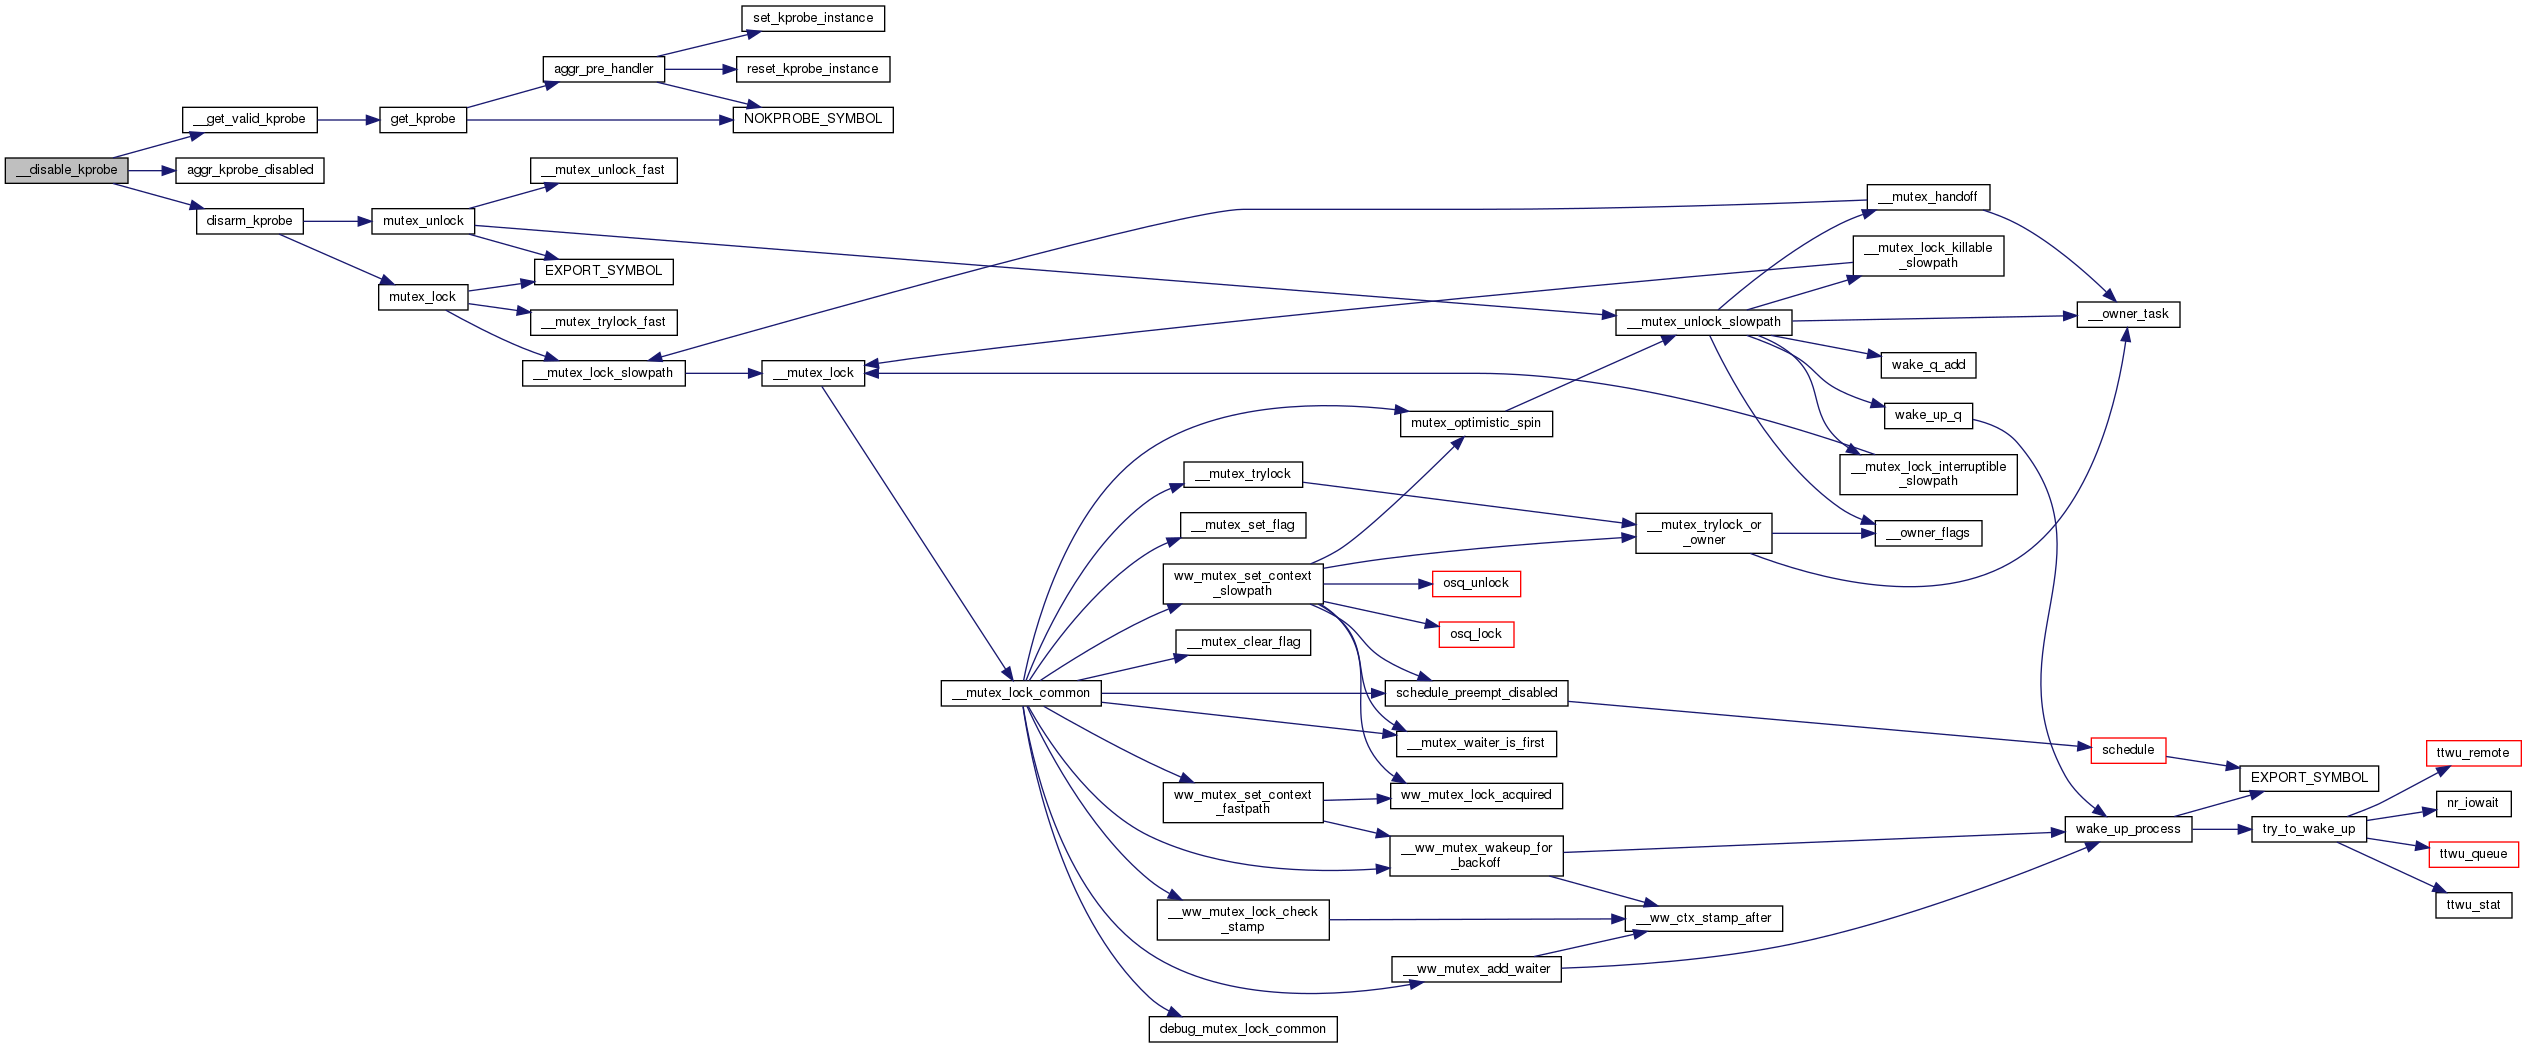 set_kprobe_instance
aggr_pre_handler
reset_kprobe_instance
__get_valid_kprobe
get_kprobe
NOKPROBE_SYMBOL
__disable_kprobe
aggr_kprobe_disabled
__mutex_unlock_fast
disarm_kprobe
mutex_unlock
EXPORT_SYMBOL
mutex_lock
__mutex_trylock_fast
__mutex_lock_slowpath
__mutex_lock
__mutex_handoff
__mutex_lock_killable
_slowpath
__mutex_unlock_slowpath
__owner_task
wake_q_add
wake_up_q
mutex_optimistic_spin
__mutex_lock_interruptible
_slowpath
__mutex_trylock
__mutex_set_flag
__mutex_trylock_or
_owner
__owner_flags
ww_mutex_set_context
_slowpath
osq_unlock
osq_lock
__mutex_clear_flag
__mutex_lock_common
schedule_preempt_disabled
__mutex_waiter_is_first
schedule
ttwu_remote
EXPORT_SYMBOL
ww_mutex_set_context
_fastpath
ww_mutex_lock_acquired
nr_iowait
wake_up_process
try_to_wake_up
__ww_mutex_wakeup_for
_backoff
ttwu_queue
__ww_mutex_lock_check
_stamp
__ww_ctx_stamp_after
ttwu_stat
__ww_mutex_add_waiter
debug_mutex_lock_common